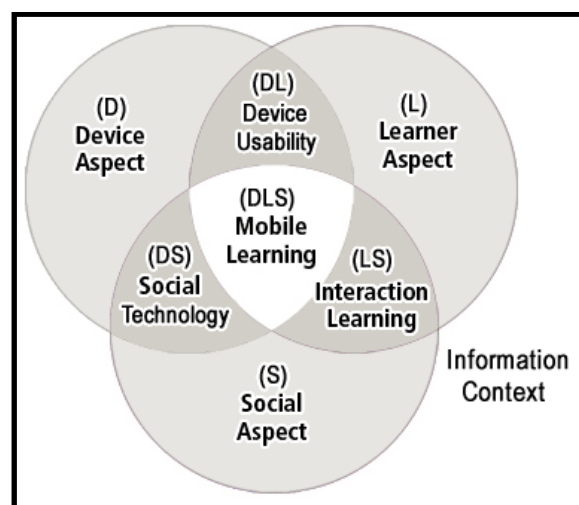 (DL)
Device
Usability
(D)
Device
Aspect
(L)
Learner
Aspect
(DLS)
Mobile
Learning
(DS)
Social
Technology
(LS)
Interaction
Learning
(S)
Social
Aspect
Information
Context